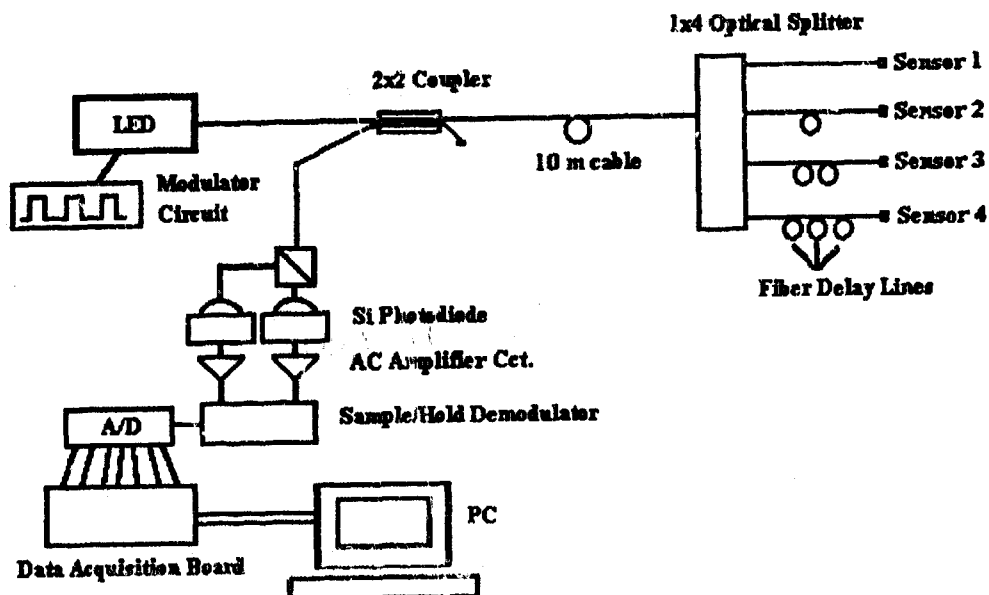 1x4 Optical Splitter
Sensor 1
2x2 Coupler
LED
Sensor 2
10 m cable
Sensor 3
Modulator
Circuit
Sensor 4
Fiber Delay Lines
Si Photodiode
AC Amplifier Cct.
Sample/Hold Demodulator
A/D
PC
Data Acquisition Board